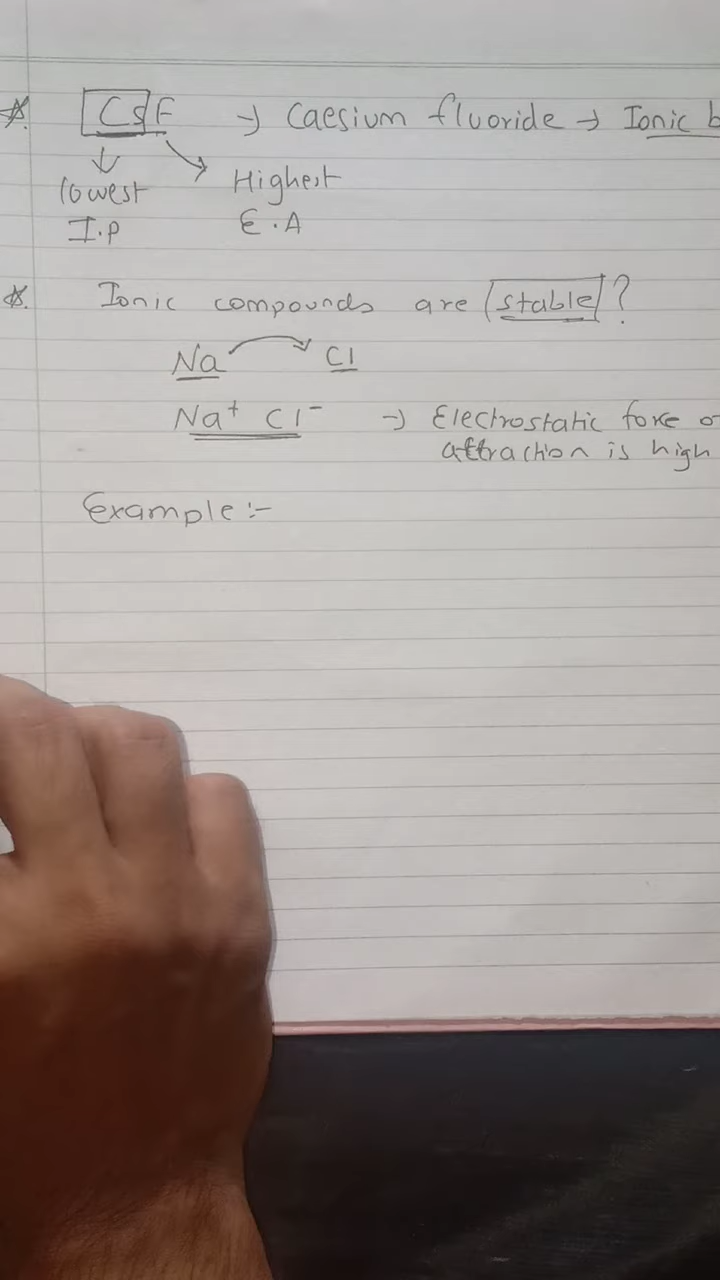 CsF → Caesium fluoride → Ionic b
↓ ↘
lowest Highest
I.P E.A
Ionic compounds are stable?
Na Cl
Na⁺ Cl⁻ → Electrostatic force o
attraction is high
Example :-